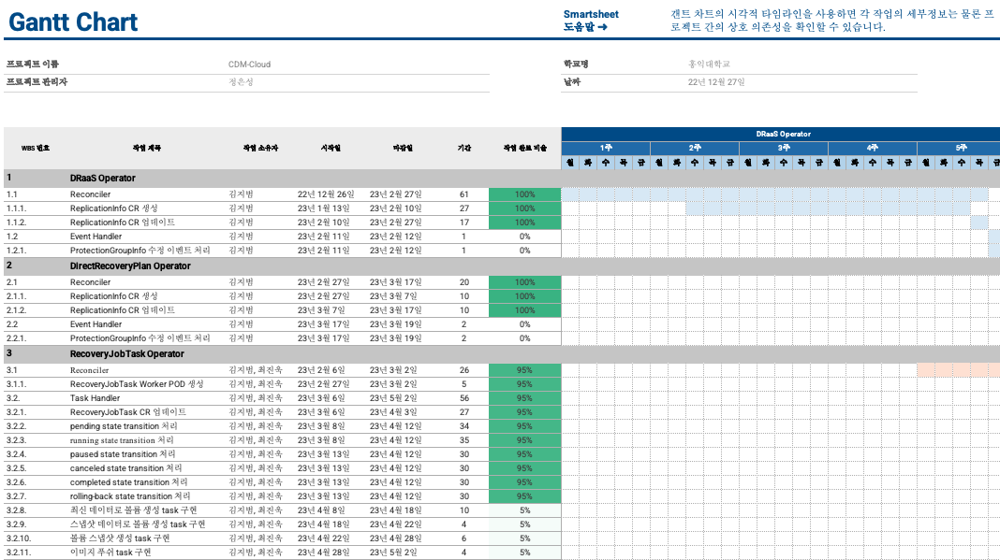 Gantt Chart
Smartsheet 도움말 ➜
갠트 차트의 시각적 타임라인을 사용하면 각 작업의 세부정보는 물론 프
로젝트 간의 상호 의존성을 확인할 수 있습니다.
프로젝트 이름 CDM-Cloud 학교명 홍익대학교
프로젝트 관리자 정은성 날짜 22년 12월 27일
DRaaS Operator
WBS 번호 작업 제목 작업 소유자 시작일 마감일 기간 작업 완료 비율
1주 2주 3주 4주 5주
월 화 수 목 금 월 화 수 목 금 월 화 수 목 금 월 화 수 목 금 월 화 수 목 금
1 DRaaS Operator
1.1 Reconciler 김지범 22년 12월 26일 23년 2월 27일 61 100%
1.1.1. ReplicationInfo CR 생성 김지범 23년 1월 13일 23년 2월 10일 27 100%
1.1.2. ReplicationInfo CR 업데이트 김지범 23년 2월 10일 23년 2월 27일 17 100%
1.2 Event Handler 김지범 23년 2월 11일 23년 2월 12일 1 0%
1.2.1. ProtectionGroupInfo 수정 이벤트 처리 김지범 23년 2월 11일 23년 2월 12일 1 0%
2 DirectRecoveryPlan Operator
2.1 Reconciler 김지범 23년 2월 27일 23년 3월 17일 20 100%
2.1.1. ReplicationInfo CR 생성 김지범 23년 2월 27일 23년 3월 7일 10 100%
2.1.2. ReplicationInfo CR 업데이트 김지범 23년 3월 7일 23년 3월 17일 10 100%
2.2 Event Handler 김지범 23년 3월 17일 23년 3월 19일 2 0%
2.2.1. ProtectionGroupInfo 수정 이벤트 처리 김지범 23년 3월 17일 23년 3월 19일 2 0%
3 RecoveryJobTask Operator
3.1 Reconciler 김지범, 최진욱 23년 2월 6일 23년 3월 2일 26 95%
3.1.1. RecoveryJobTask Worker POD 생성 김지범, 최진욱 23년 2월 27일 23년 3월 2일 5 95%
3.2. Task Handler 김지범, 최진욱 23년 3월 6일 23년 5월 2일 56 95%
3.2.1. RecoveryJobTask CR 업데이트 김지범, 최진욱 23년 3월 6일 23년 4월 3일 27 95%
3.2.2. pending state transition 처리 김지범, 최진욱 23년 3월 8일 23년 4월 12일 34 95%
3.2.3. running state transition 처리 김지범, 최진욱 23년 3월 8일 23년 4월 12일 35 95%
3.2.4. paused state transition 처리 김지범, 최진욱 23년 3월 13일 23년 4월 12일 30 95%
3.2.5. canceled state transition 처리 김지범, 최진욱 23년 3월 13일 23년 4월 12일 30 95%
3.2.6. completed state transition 처리 김지범, 최진욱 23년 3월 13일 23년 4월 12일 30 95%
3.2.7. rolling-back state transition 처리 김지범, 최진욱 23년 3월 13일 23년 4월 12일 30 95%
3.2.8. 최신 데이터로 볼륨 생성 task 구현 김지범, 최진욱 23년 4월 8일 23년 4월 18일 10 5%
3.2.9. 스냅샷 데이터로 볼륨 생성 task 구현 김지범, 최진욱 23년 4월 18일 23년 4월 22일 4 5%
3.2.10. 볼륨 스냅샷 생성 task 구현 김지범, 최진욱 23년 4월 22일 23년 4월 28일 6 5%
3.2.11. 이미지 푸쉬 task 구현 김지범, 최진욱 23년 4월 28일 23년 5월 2일 4 5%